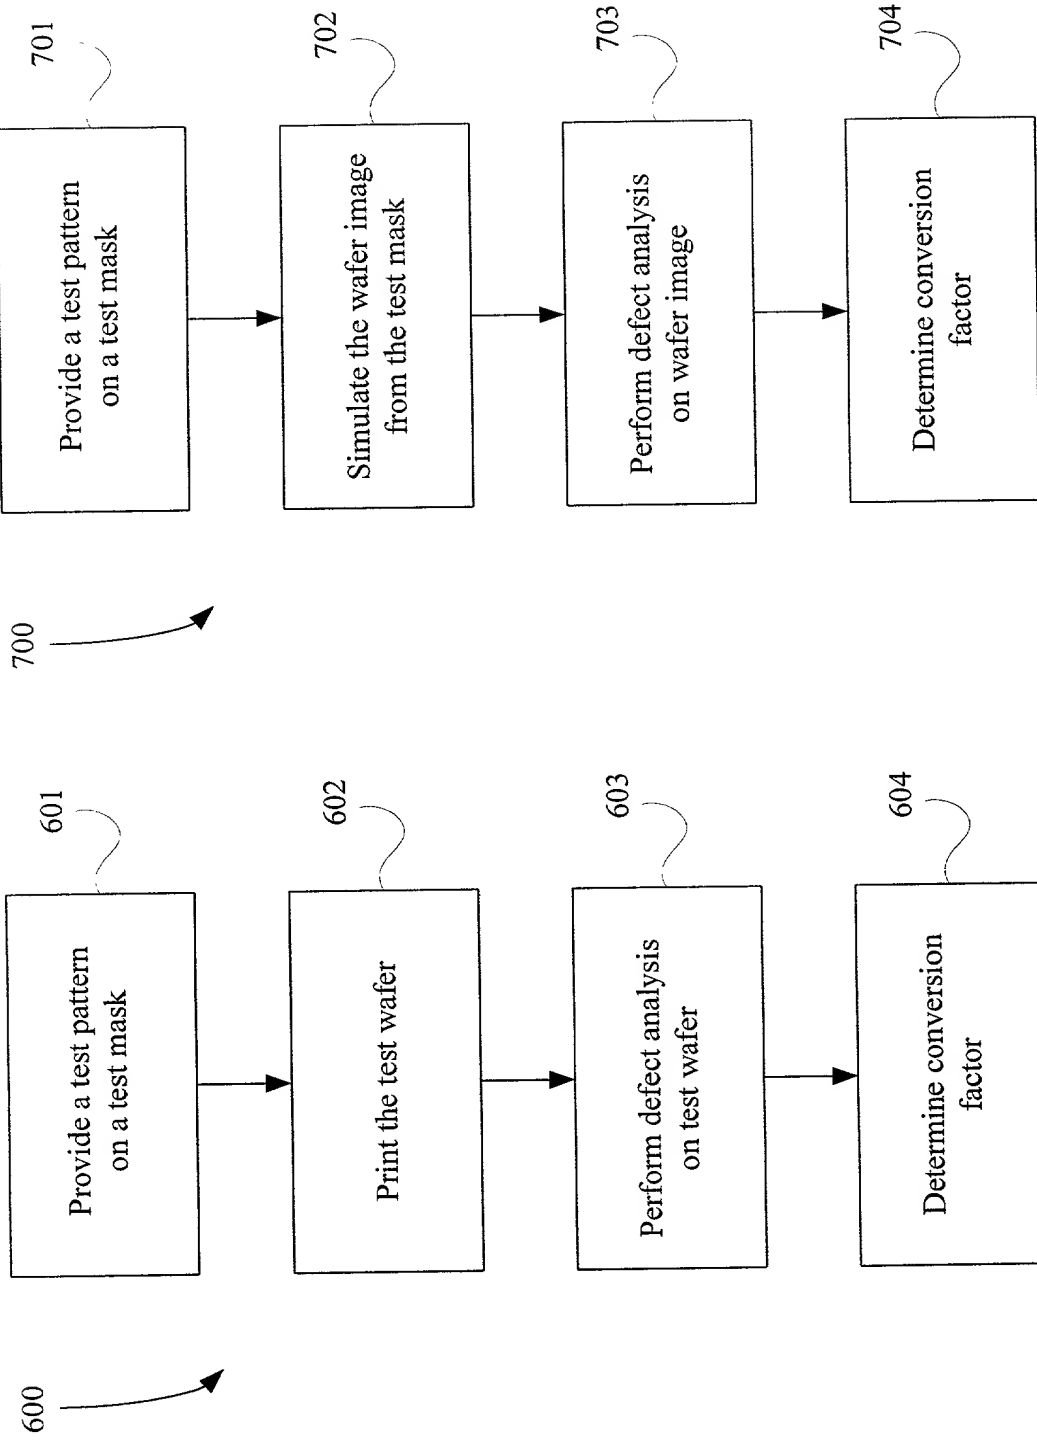 600
601
Provide a test pattern
on a test mask
602
Print the test wafer
603
Perform defect analysis
on test wafer
604
Determine conversion
factor
700
701
Provide a test pattern
on a test mask
702
Simulate the wafer image
from the test mask
703
Perform defect analysis
on wafer image
704
Determine conversion
factor